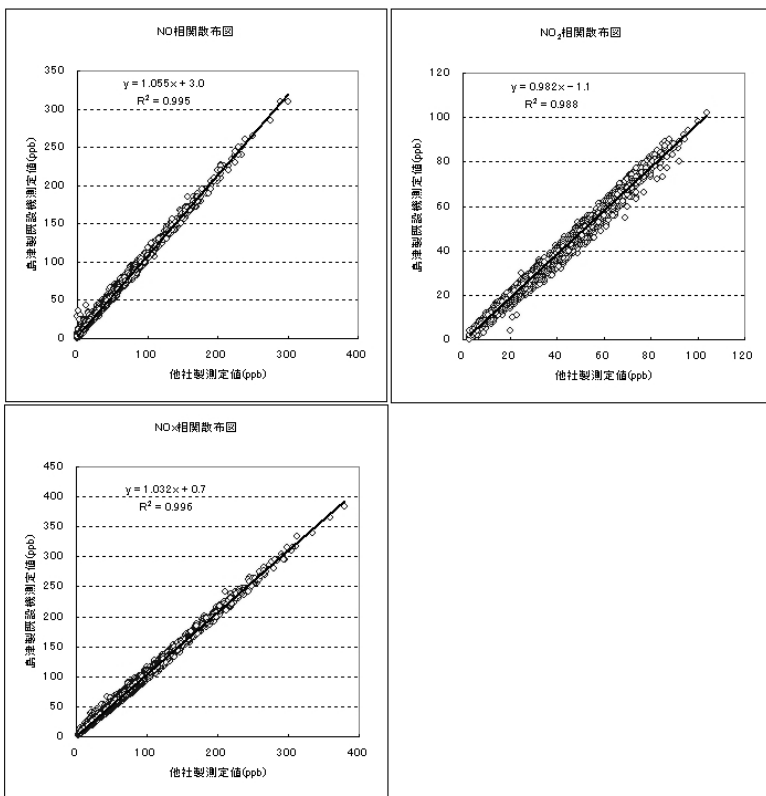 NO相関散布図
y = 1.055x + 3.0
R² = 0.995
350
300
250
200
150
100
50
0
0 100 200 300 400
島津製既設機測定値(ppb)
他社製測定値(ppb)
NO₂相関散布図
y = 0.982x − 1.1
R² = 0.988
120
100
80
60
40
20
0
0 20 40 60 80 100 120
島津製既設機測定値(ppb)
他社製測定値(ppb)
NOx相関散布図
y = 1.032x + 0.7
R² = 0.996
450
400
350
300
250
200
150
100
50
0
0 100 200 300 400
島津製既設機測定値(ppb)
他社製測定値(ppb)